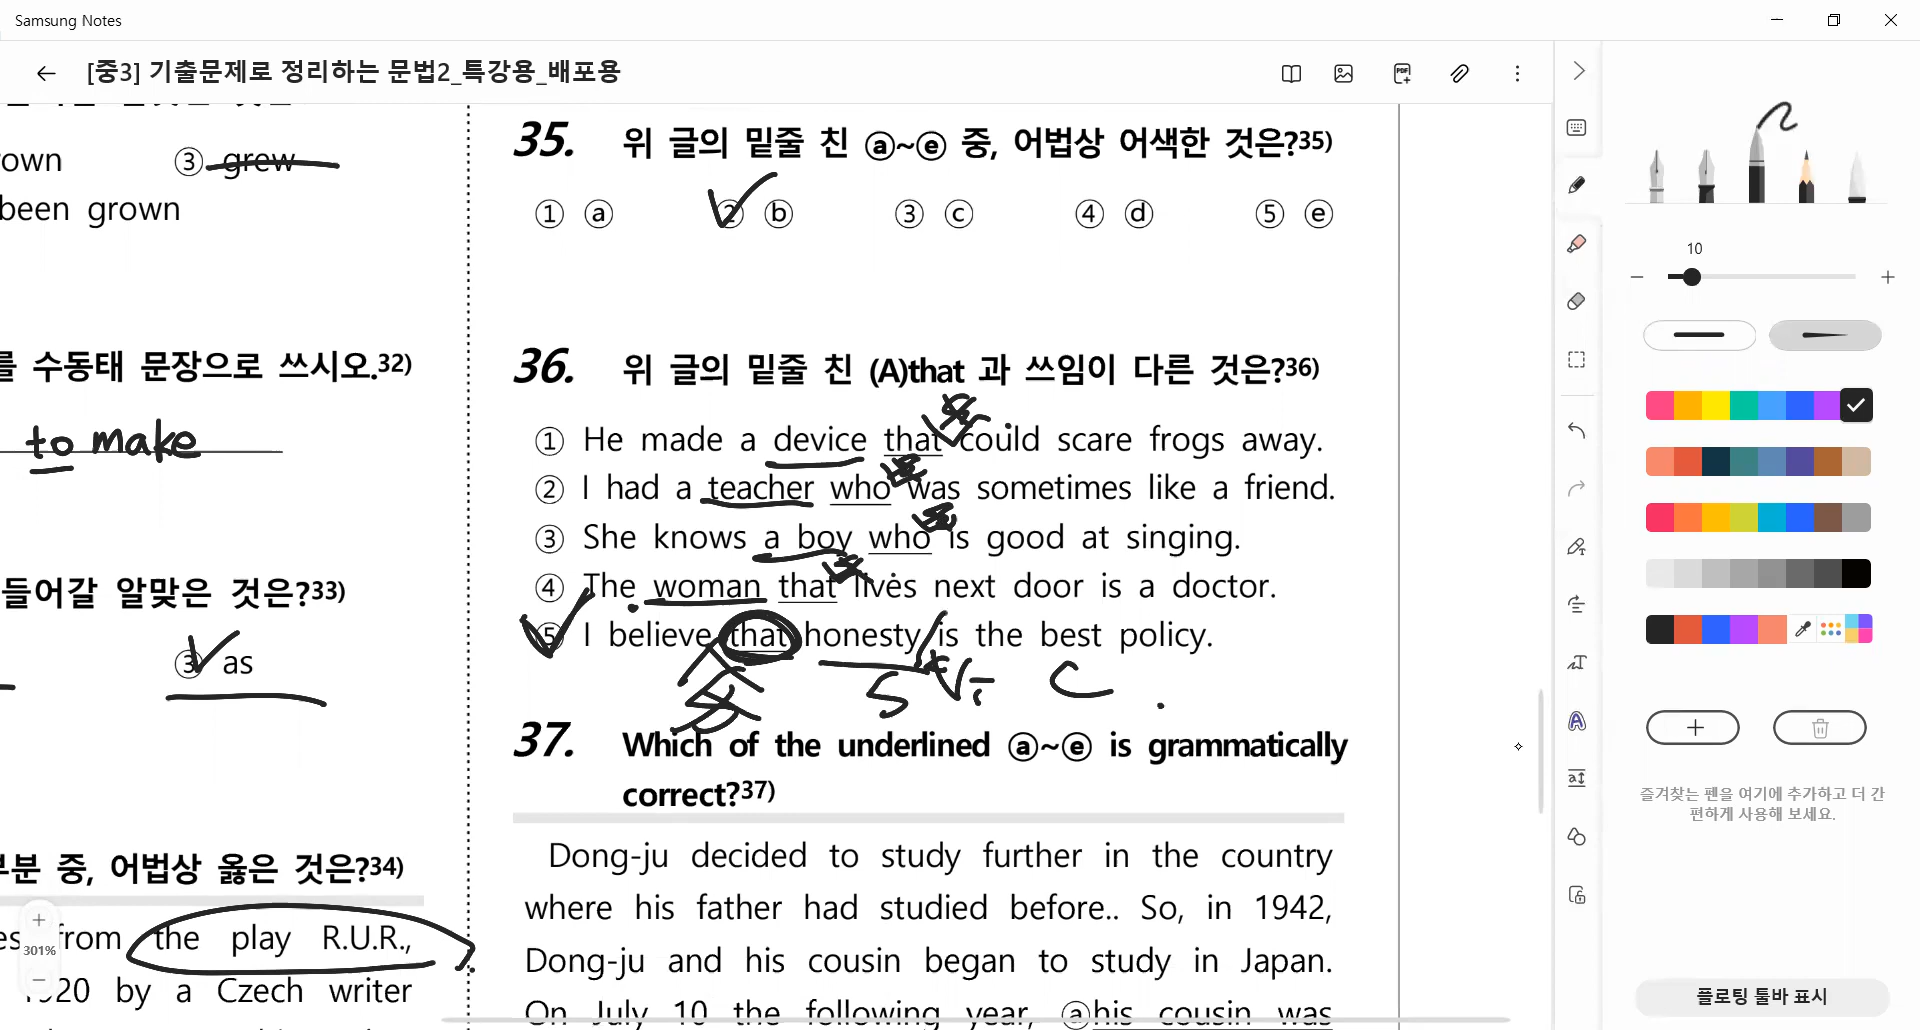 Samsung Notes
[중3] 기출문제로 정리하는 문법2_특강용_배포용
own ③ grew
been grown
를 수동태 문장으로 쓰시오.32)
to make
들어갈 알맞은 것은?33)
③ as
부분 중, 어법상 옳은 것은?34)
from the play R.U.R.,
1920 by a Czech writer
301%
35. 위 글의 밑줄 친 ⓐ~ⓔ 중, 어법상 어색한 것은?35)
① ⓐ ② ⓑ ③ ⓒ ④ ⓓ ⑤ ⓔ
36. 위 글의 밑줄 친 (A)that 과 쓰임이 다른 것은?36)
① He made a device that could scare frogs away.
② I had a teacher who was sometimes like a friend.
③ She knows a boy who is good at singing.
④ The woman that lives next door is a doctor.
⑤ I believe that honesty is the best policy.
S V C
37. Which of the underlined ⓐ~ⓔ is grammatically
correct?37)
Dong-ju decided to study further in the country
where his father had studied before.. So, in 1942,
Dong-ju and his cousin began to study in Japan.
On July 10 the following year, ⓐhis cousin was
10
즐겨찾는 펜을 여기에 추가하고 더 간
편하게 사용해 보세요.
플로팅 툴바 표시